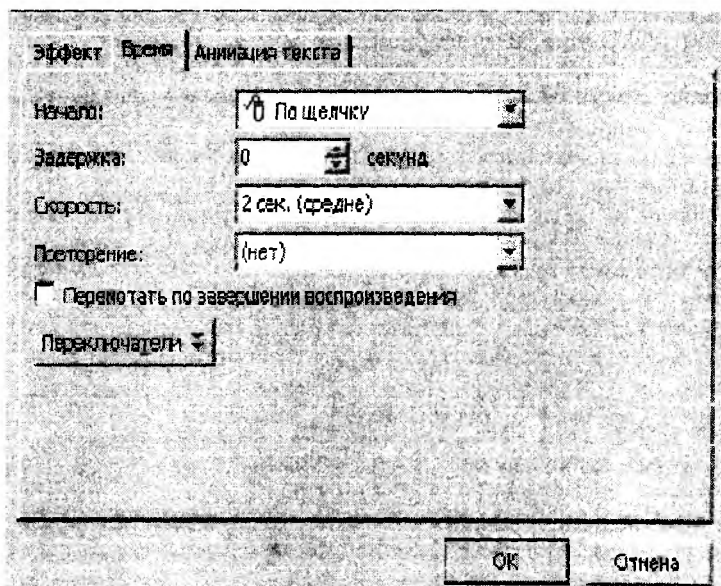 Эффект Время Анимация текста
Начало: По щелчку
Задержка: 0 секунд
Скорость: 2 сек. (средне)
Повторение: (нет)
Перемотать по завершении воспроизведения
Переключатели
ОК Отмена